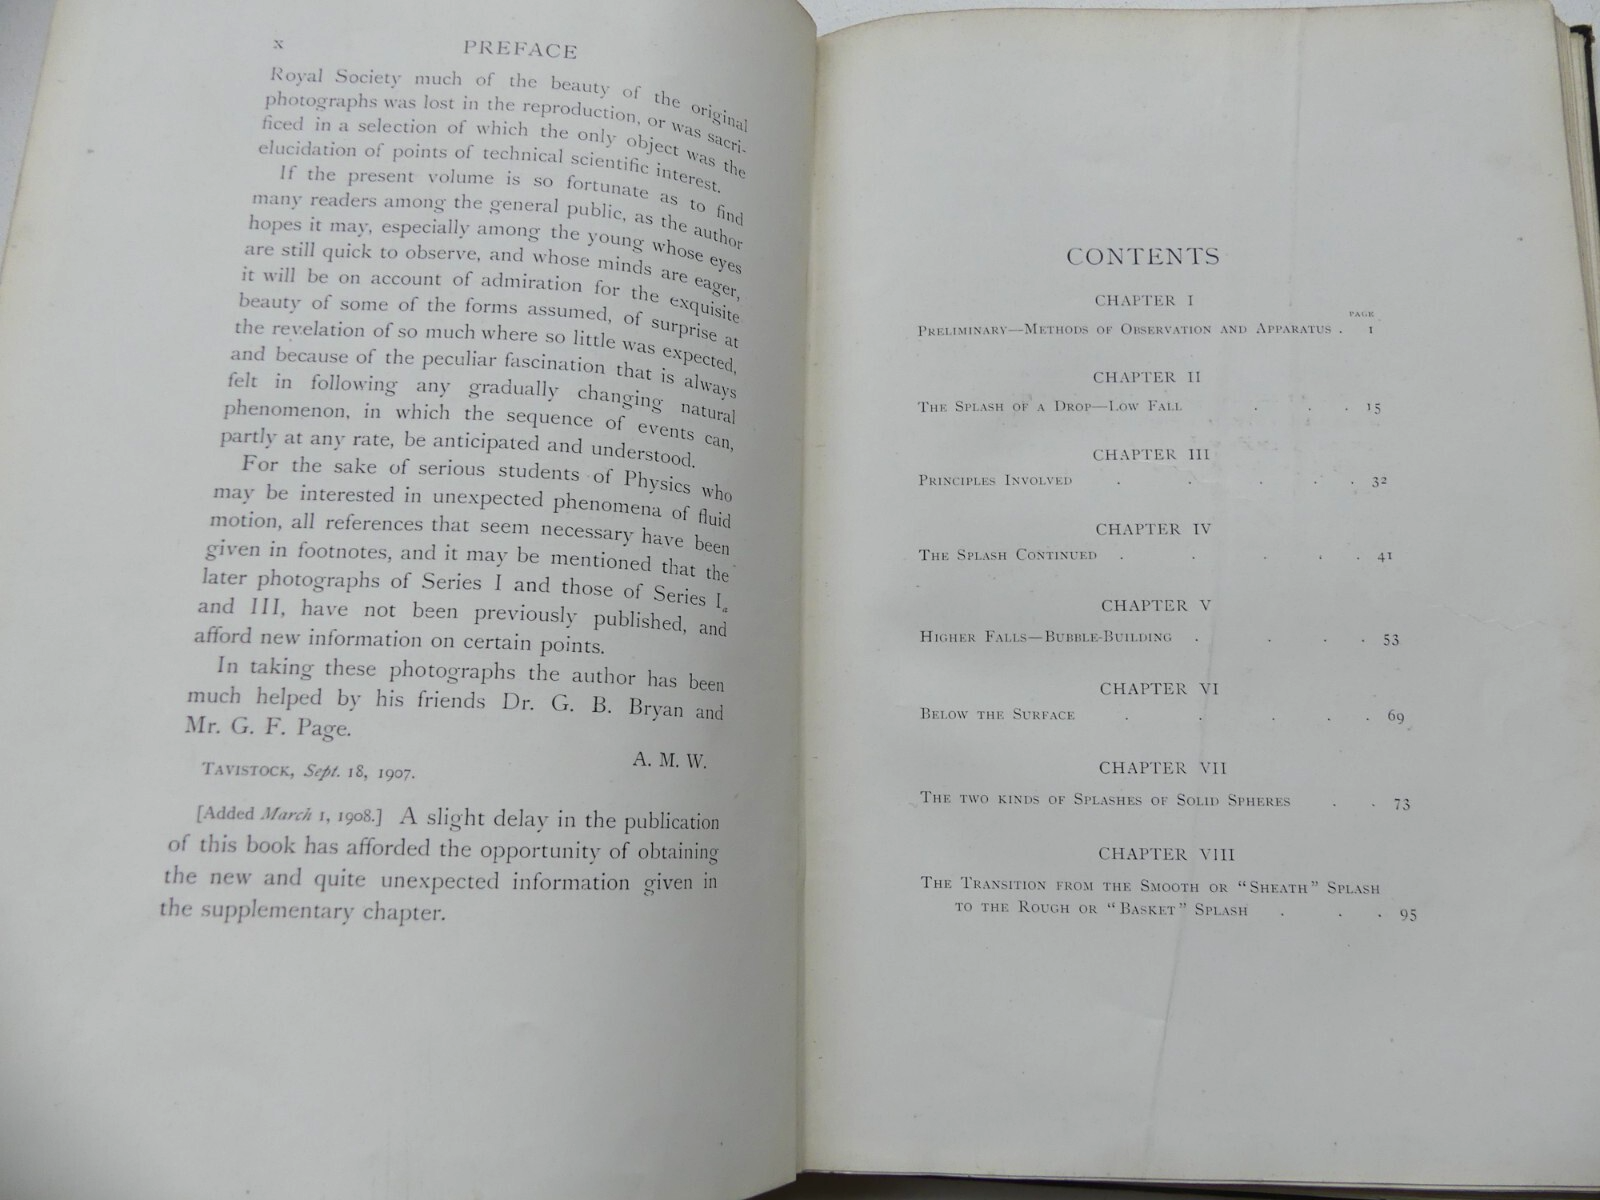 x PREFACE
Royal Society much of the beauty of the original
photographs was lost in the reproduction, or was sacri-
ficed in a selection of which the only object was the
elucidation of points of technical scientific interest.
If the present volume is so fortunate as to find
many readers among the general public, as the author
hopes it may, especially among the young whose eyes
are still quick to observe, and whose minds are eager,
it will be on account of admiration for the exquisite
beauty of some of the forms assumed, of surprise at
the revelation of so much where so little was expected,
and because of the peculiar fascination that is always
felt in following any gradually changing natural
phenomenon, in which the sequence of events can,
partly at any rate, be anticipated and understood.
For the sake of serious students of Physics who
may be interested in unexpected phenomena of fluid
motion, all references that seem necessary have been
given in footnotes, and it may be mentioned that the
later photographs of Series I and those of Series I
and III, have not been previously published, and
afford new information on certain points.
In taking these photographs the author has been
much helped by his friends Dr. G. B. Bryan and
Mr. G. F. Page.
A. M. W.
TAVISTOCK, Sept. 18, 1907.
[Added March 1, 1908.] A slight delay in the publication
of this book has afforded the opportunity of obtaining
the new and quite unexpected information given in
the supplementary chapter.
CONTENTS
CHAPTER I
PAGE
PRELIMINARY—METHODS OF OBSERVATION AND APPARATUS . 1
CHAPTER II
THE SPLASH OF A DROP—LOW FALL . . . 15
CHAPTER III
PRINCIPLES INVOLVED . . . . . 32
CHAPTER IV
THE SPLASH CONTINUED . . . . . 41
CHAPTER V
HIGHER FALLS—BUBBLE-BUILDING . . . . 53
CHAPTER VI
BELOW THE SURFACE . . . . . 69
CHAPTER VII
THE TWO KINDS OF SPLASHES OF SOLID SPHERES . . 73
CHAPTER VIII
THE TRANSITION FROM THE SMOOTH OR "SHEATH" SPLASH
TO THE ROUGH OR "BASKET" SPLASH . . . 95